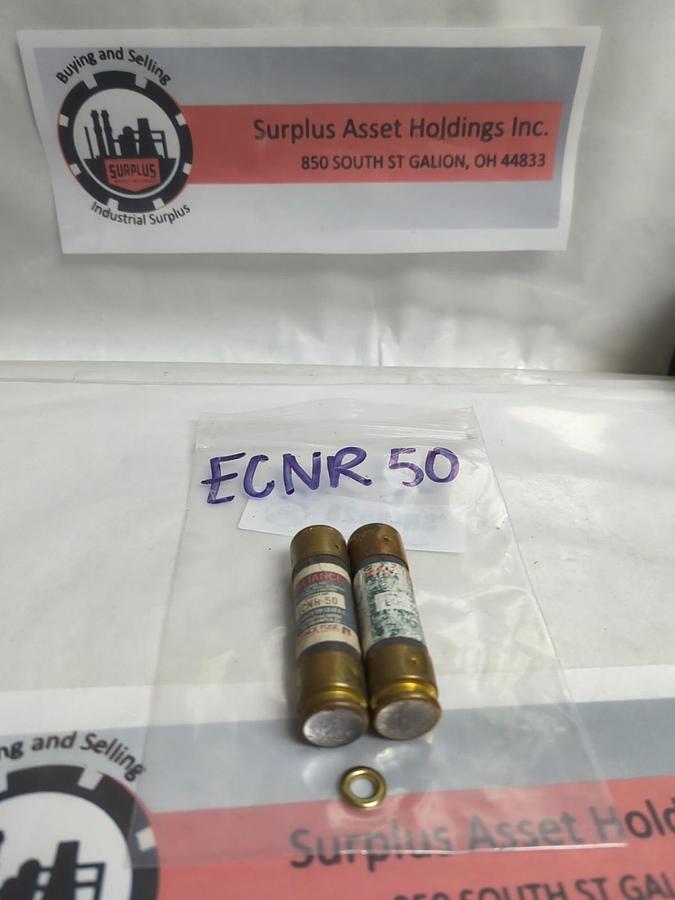 Buying and Selling
SURPLUS
Industrial Surplus
Surplus Asset Holdings Inc.
850 SOUTH ST GALION, OH 44833
ECNR 50
RELIANCE
ECNR 50
FUSE
and Selling
Surplus Asset Hold
850 SOUTH ST GAL